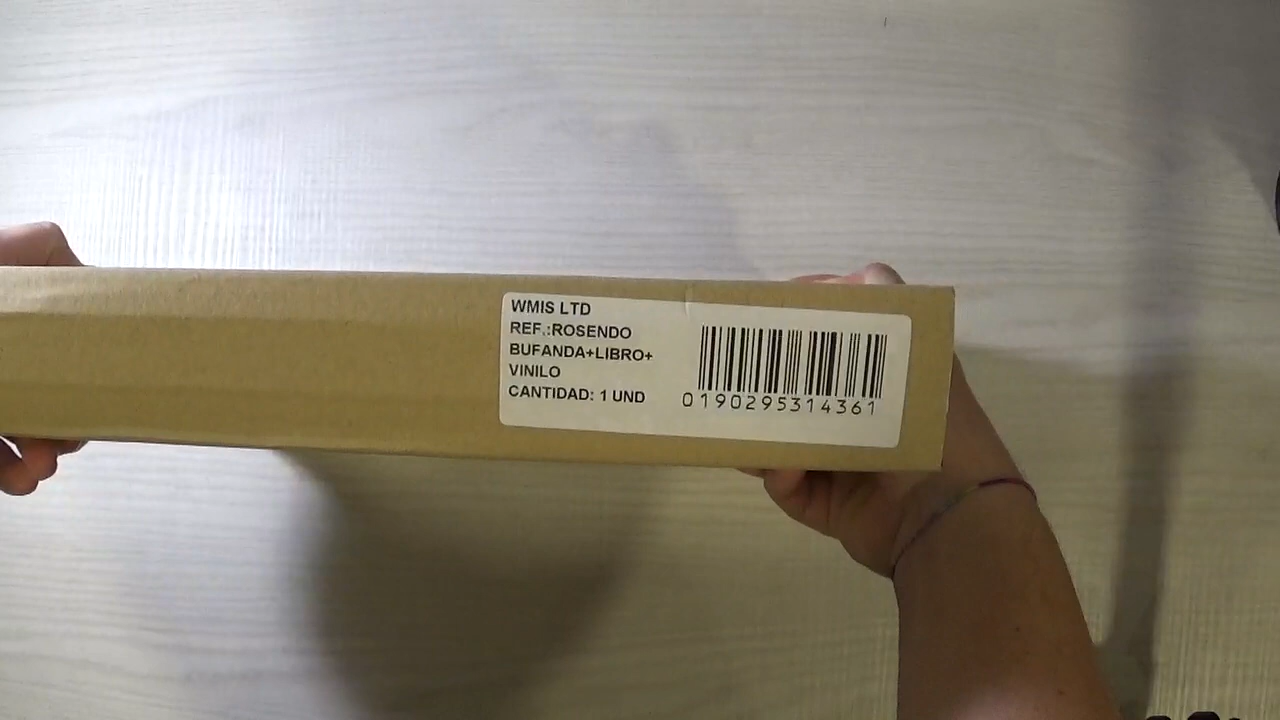 WMIS LTD
REF.:ROSENDO
BUFANDA+LIBRO+
VINILO
CANTIDAD: 1 UND
0190295314361